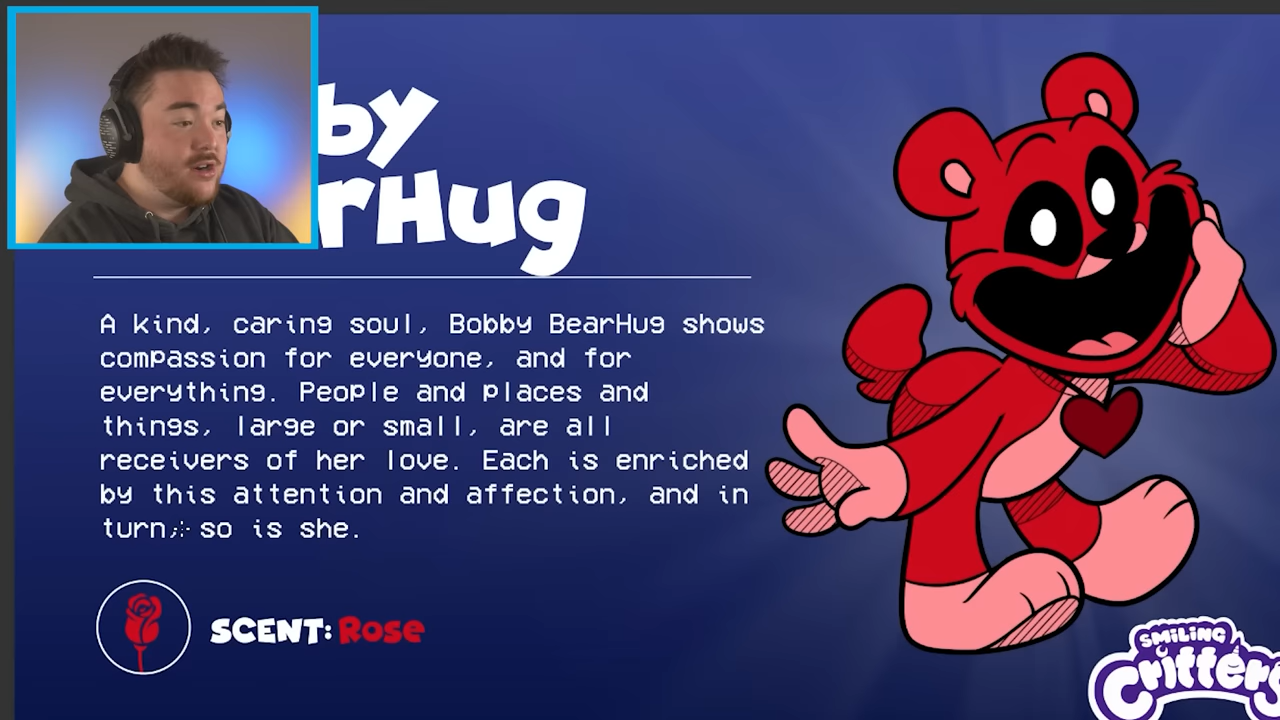 by
rHug
A kind, caring soul, Bobby BearHug shows
compassion for everyone, and for
everything. People and places and
things, large or small, are all
receivers of her love. Each is enriched
by this attention and affection, and in
turn, so is she.
SCENT: Rose
SMiLiNG
Critters